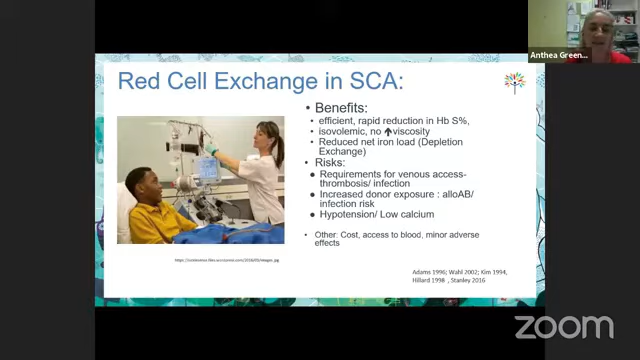 Anthea Green...
Red Cell Exchange in SCA:
• Benefits:
• efficient, rapid reduction in Hb S%,
• isovolemic, no ↑viscosity
• Reduced net iron load (Depletion
Exchange)
• Risks:
● Requirements for venous access-
thrombosis/ infection
● Increased donor exposure : alloAB/
infection risk
● Hypotension/ Low calcium
• Other: Cost, access to blood, minor adverse
effects
Adams 1996; Wahl 2002; Kim 1994,
Hillard 1998 , Stanley 2016
zoom